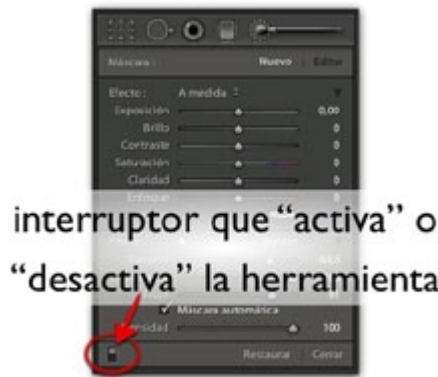 Máscara: Nuevo Editar
Efecto: A medida
Exposición 0,00
Brillo 0
Contraste 0
Saturación 0
Claridad 0
Enfoque
interruptor que “activa” o
“desactiva” la herramienta
Máscara automática
100
Restaurar Cerrar